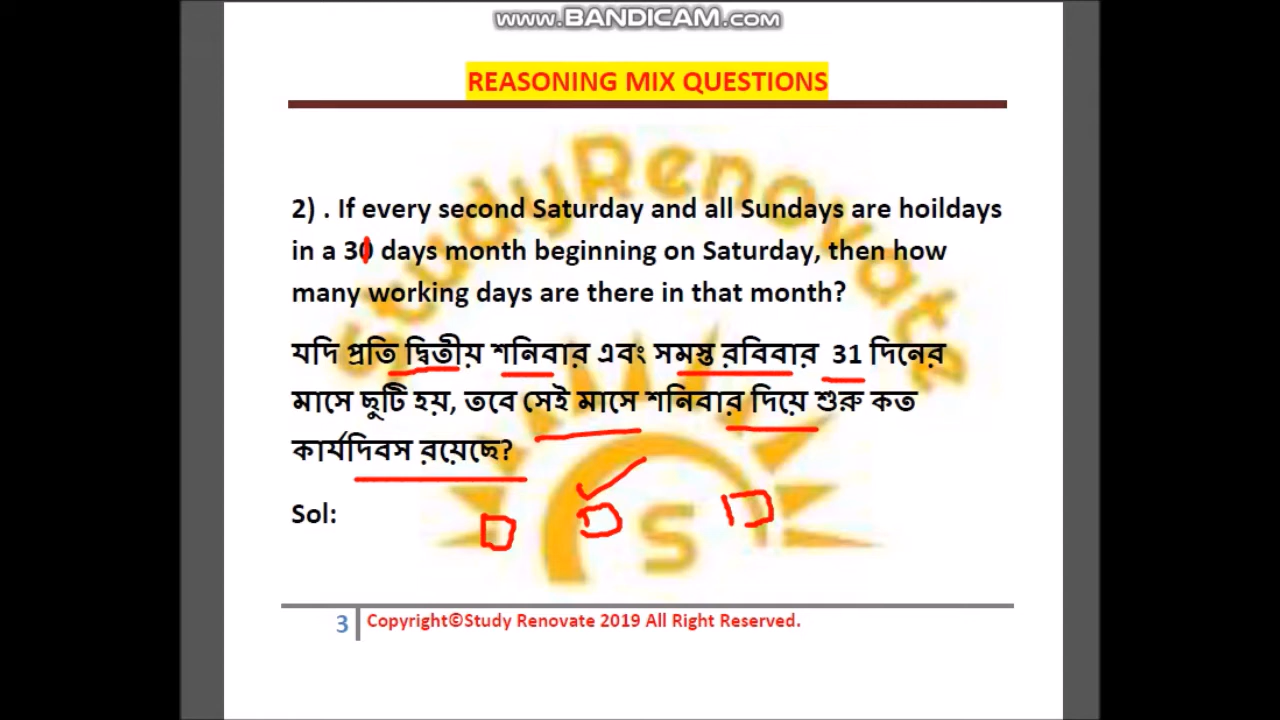 www.BANDICAM.com
REASONING MIX QUESTIONS
StudyRenovate
2) . If every second Saturday and all Sundays are hoildays
in a 30 days month beginning on Saturday, then how
many working days are there in that month?
যদি প্রতি দ্বিতীয় শনিবার এবং সমস্ত রবিবার 31 দিনের
মাসে ছুটি হয়, তবে সেই মাসে শনিবার দিয়ে শুরু কত
কার্যদিবস রয়েছে?
Sol:
S
3 Copyright©Study Renovate 2019 All Right Reserved.